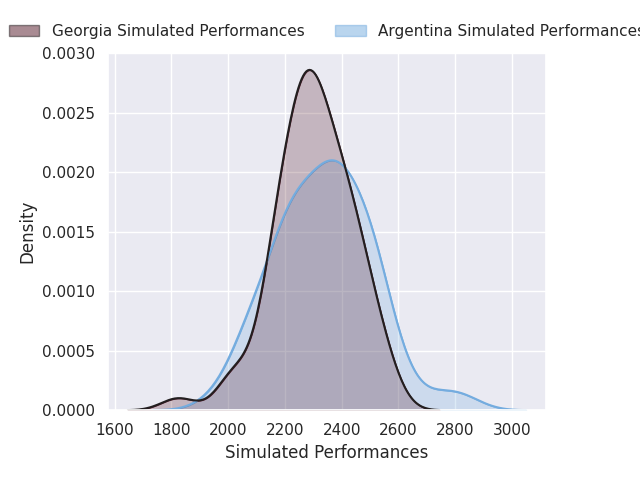 Georgia Simulated Performances Argentina Simulated Performances
0.0030
0.0025
0.0020
0.0015
0.0010
0.0005
0.0000
Density
1600 1800 2000 2200 2400 2600 2800 3000
Simulated Performances